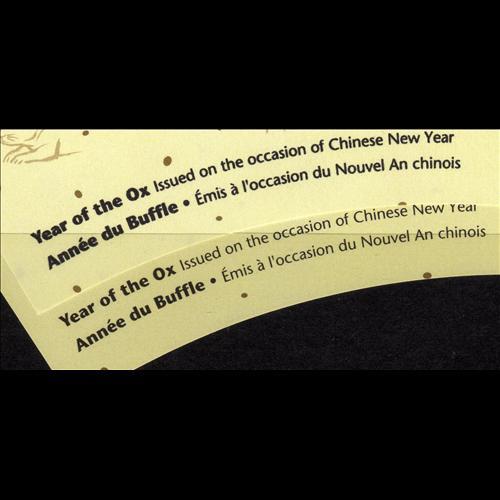 Year of the Ox Issued on the occasion of Chinese New Year
Année du Buffle • Émis à l'occasion du Nouvel An chinois
Year of the Ox Issued on the occasion of Chinese New Year
Année du Buffle • Émis à l'occasion du Nouvel An chinois